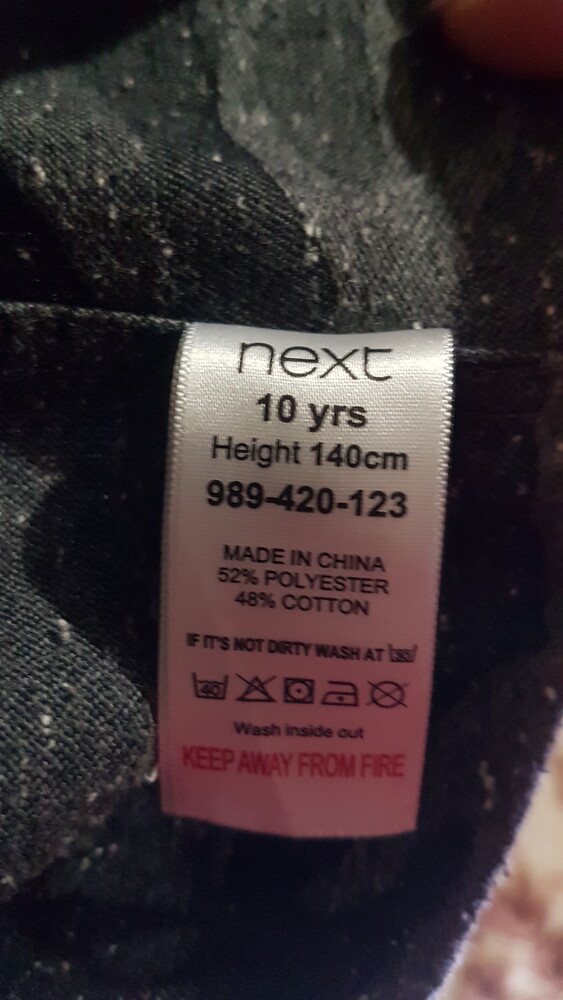 next
10 yrs
Height 140cm
989-420-123
MADE IN CHINA
52% POLYESTER
48% COTTON
IF IT'S NOT DIRTY WASH AT
40
Wash inside out
KEEP AWAY FROM FIRE